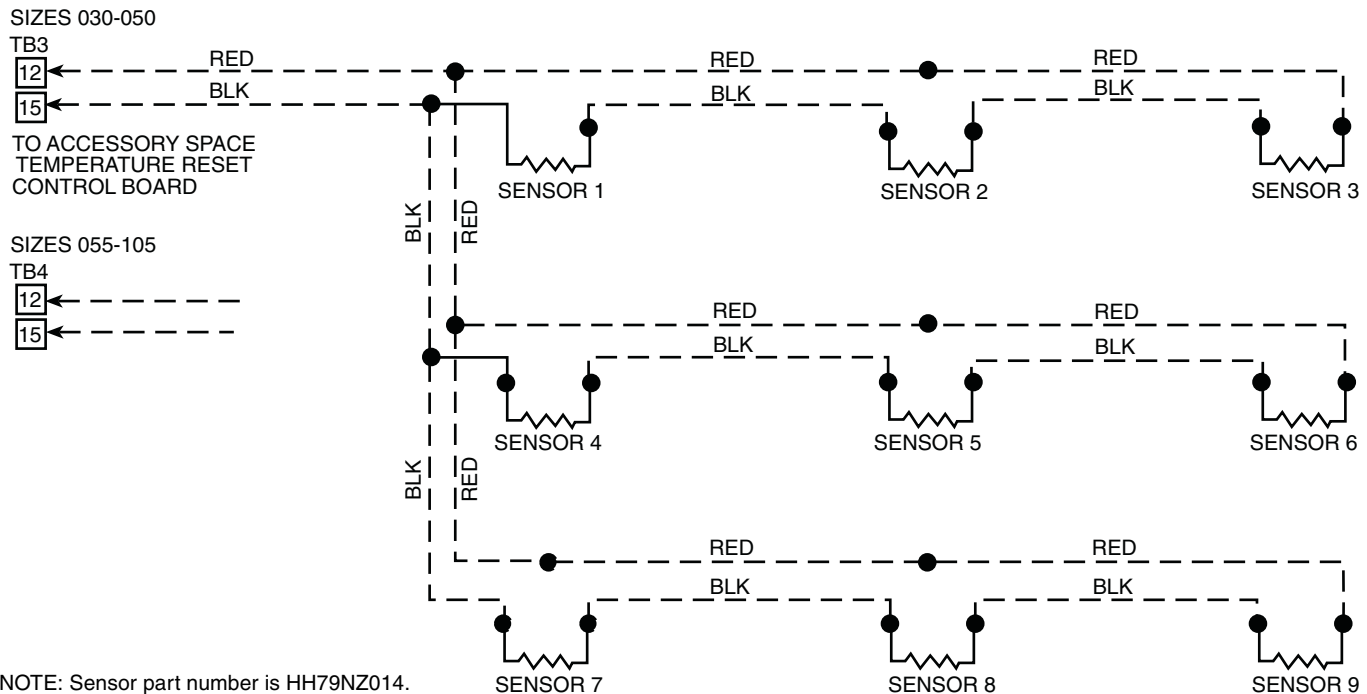 SIZES 030-050
TB3
12
15
RED
BLK
RED
BLK
RED
BLK
TO ACCESSORY SPACE
TEMPERATURE RESET
CONTROL BOARD
SENSOR 1
SENSOR 2
SENSOR 3
BLK
RED
SIZES 055-105
TB4
12
15
RED
BLK
RED
BLK
SENSOR 4
SENSOR 5
SENSOR 6
BLK
RED
RED
BLK
RED
BLK
SENSOR 7
SENSOR 8
SENSOR 9
NOTE: Sensor part number is HH79NZ014.